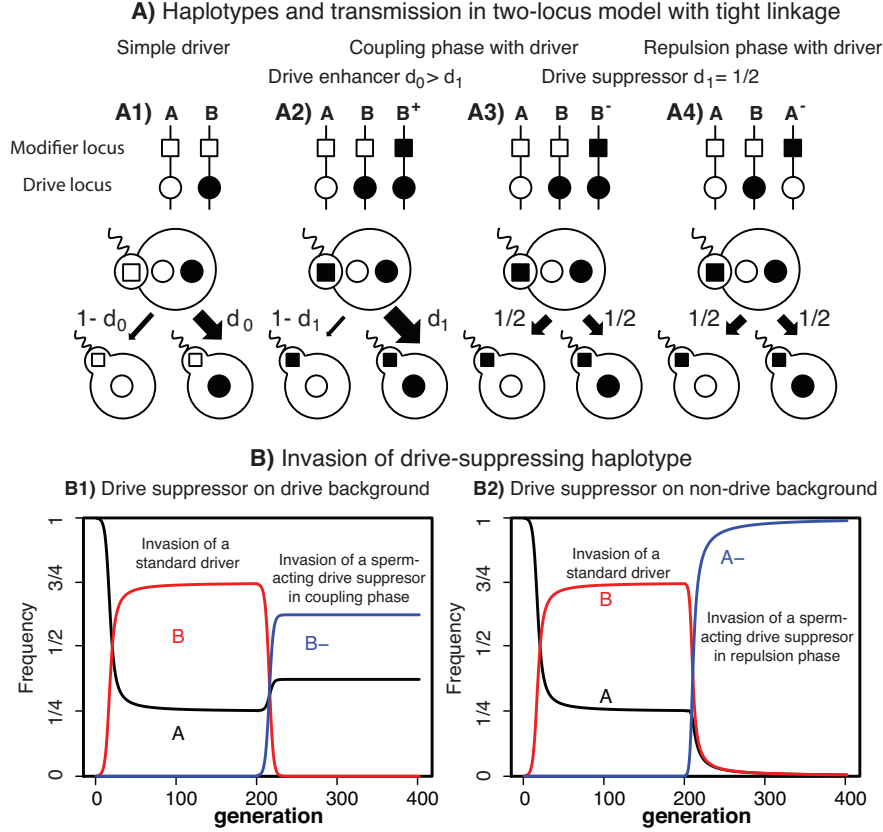 A) Haplotypes and transmission in two-locus model with tight linkage
Simple driver
Coupling phase with driver
Repulsion phase with driver
Drive enhancer d0> d1
Drive suppressor d1= 1/2
A1) A B
A2) A B B+
A3) A B B-
A4) A B A-
Modifier locus
Drive locus
1- d0 d0
1- d1 d1
1/2 1/2
1/2 1/2
B) Invasion of drive-suppressing haplotype
B1) Drive suppressor on drive background
B2) Drive suppressor on non-drive background
Frequency
1
3/4
1/2
1/4
0
Invasion of a
standard driver
Invasion of a sperm-
acting drive suppresor
in coupling phase
B
B−
A
0 100 200 300 400
generation
Frequency
1
3/4
1/2
1/4
0
Invasion of a
standard driver
B
A−
Invasion of a sperm-
acting drive suppresor
in repulsion phase
A
0 100 200 300 400
generation